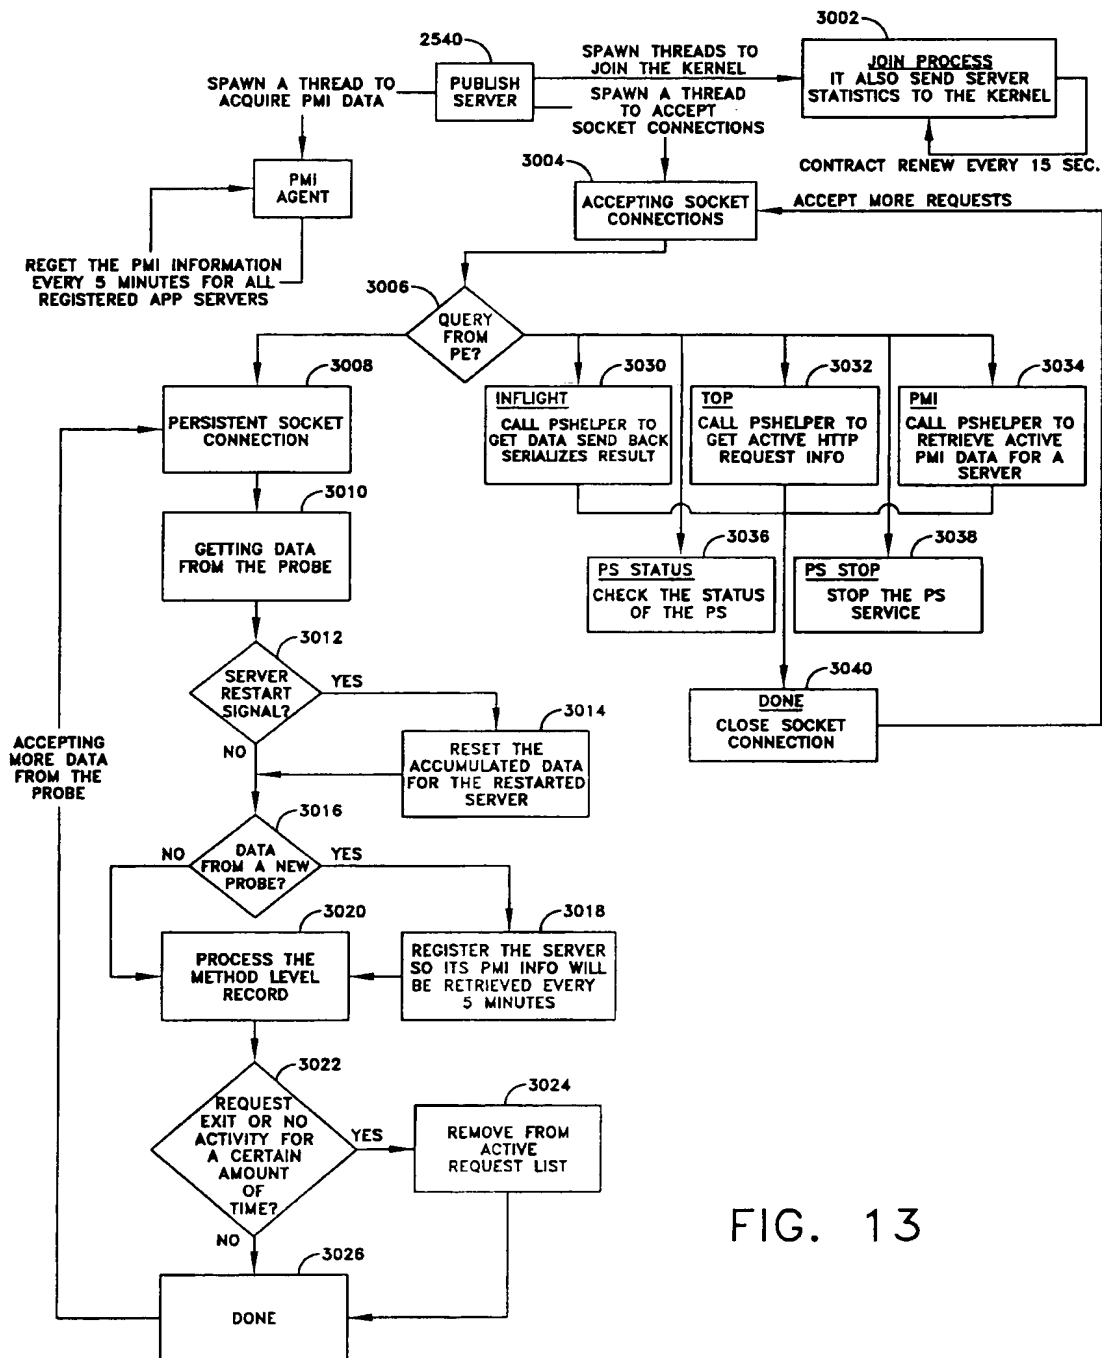 3002
2540
SPAWN THREADS TO
JOIN THE KERNEL
JOIN PROCESS
IT ALSO SEND SERVER
STATISTICS TO THE KERNEL
SPAWN A THREAD TO
ACQUIRE PMI DATA
PUBLISH
SERVER
SPAWN A THREAD
TO ACCEPT
SOCKET CONNECTIONS
CONTRACT RENEW EVERY 15 SEC.
3004
PMI
AGENT
ACCEPTING SOCKET
CONNECTIONS
ACCEPT MORE REQUESTS
REGET THE PMI INFORMATION
EVERY 5 MINUTES FOR ALL
REGISTERED APP SERVERS
3006
QUERY
FROM
PE?
3008
PERSISTENT SOCKET
CONNECTION
3030
INFLIGHT
CALL PSHELPER TO
GET DATA SEND BACK
SERIALIZES RESULT
3032
TOP
CALL PSHELPER TO
GET ACTIVE HTTP
REQUEST INFO
3034
PMI
CALL PSHELPER TO
RETRIEVE ACTIVE
PMI DATA FOR A
SERVER
3010
GETTING DATA
FROM THE PROBE
3036
PS STATUS
CHECK THE STATUS
OF THE PS
3038
PS STOP
STOP THE PS
SERVICE
3012
SERVER
RESTART
SIGNAL?
YES
NO
3014
RESET THE
ACCUMULATED DATA
FOR THE RESTARTED
SERVER
3040
DONE
CLOSE SOCKET
CONNECTION
ACCEPTING
MORE DATA
FROM THE
PROBE
3016
DATA
FROM A NEW
PROBE?
NO
YES
3020
PROCESS THE
METHOD LEVEL
RECORD
3018
REGISTER THE SERVER
SO ITS PMI INFO WILL
BE RETRIEVED EVERY
5 MINUTES
3022
REQUEST
EXIT OR NO
ACTIVITY FOR
A CERTAIN
AMOUNT
OF
TIME?
YES
NO
3024
REMOVE FROM
ACTIVE
REQUEST LIST
3026
DONE
FIG. 13